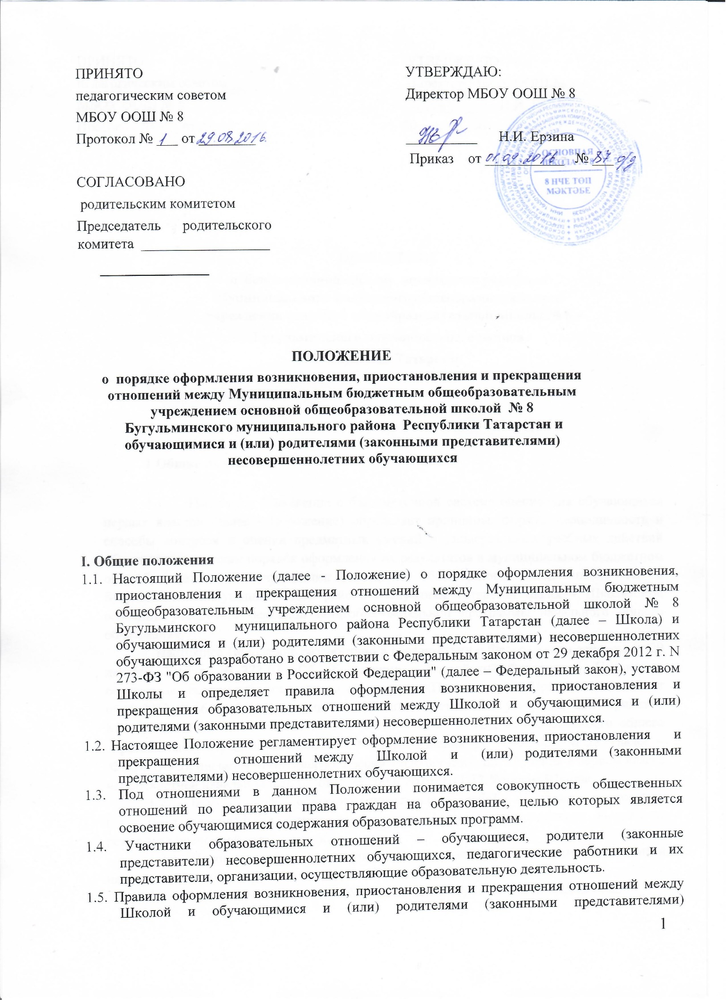 ПРИНЯТО
педагогическим советом
МБОУ ООШ № 8
Протокол № 1 от 29.08.2016.
СОГЛАСОВАНО
родительским комитетом
Председатель родительского
комитета
УТВЕРЖДАЮ:
Директор МБОУ ООШ № 8
Н.И. Ерзина
Приказ от 01.09.2016 № 37 о/д
ОСНОВНАЯ
ШКОЛА № 8
8 НЧЕ ТӨП
МӘКТӘБЕ
ПОЛОЖЕНИЕ
о порядке оформления возникновения, приостановления и прекращения
отношений между Муниципальным бюджетным общеобразовательным
учреждением основной общеобразовательной школой № 8
Бугульминского муниципального района Республики Татарстан и
обучающимися и (или) родителями (законными представителями)
несовершеннолетних обучающихся
I. Общие положения
1.1. Настоящий Положение (далее - Положение) о порядке оформления возникновения,
приостановления и прекращения отношений между Муниципальным бюджетным
общеобразовательным учреждением основной общеобразовательной школой № 8
Бугульминского муниципального района Республики Татарстан (далее – Школа) и
обучающимися и (или) родителями (законными представителями) несовершеннолетних
обучающихся разработано в соответствии с Федеральным законом от 29 декабря 2012 г. N
273-ФЗ "Об образовании в Российской Федерации" (далее – Федеральный закон), уставом
Школы и определяет правила оформления возникновения, приостановления и
прекращения образовательных отношений между Школой и обучающимися и (или)
родителями (законными представителями) несовершеннолетних обучающихся.
1.2. Настоящее Положение регламентирует оформление возникновения, приостановления и
прекращения отношений между Школой и (или) родителями (законными
представителями) несовершеннолетних обучающихся.
1.3. Под отношениями в данном Положении понимается совокупность общественных
отношений по реализации права граждан на образование, целью которых является
освоение обучающимися содержания образовательных программ.
1.4. Участники образовательных отношений – обучающиеся, родители (законные
представители) несовершеннолетних обучающихся, педагогические работники и их
представители, организации, осуществляющие образовательную деятельность.
1.5. Правила оформления возникновения, приостановления и прекращения отношений между
Школой и обучающимися и (или) родителями (законными представителями)
1